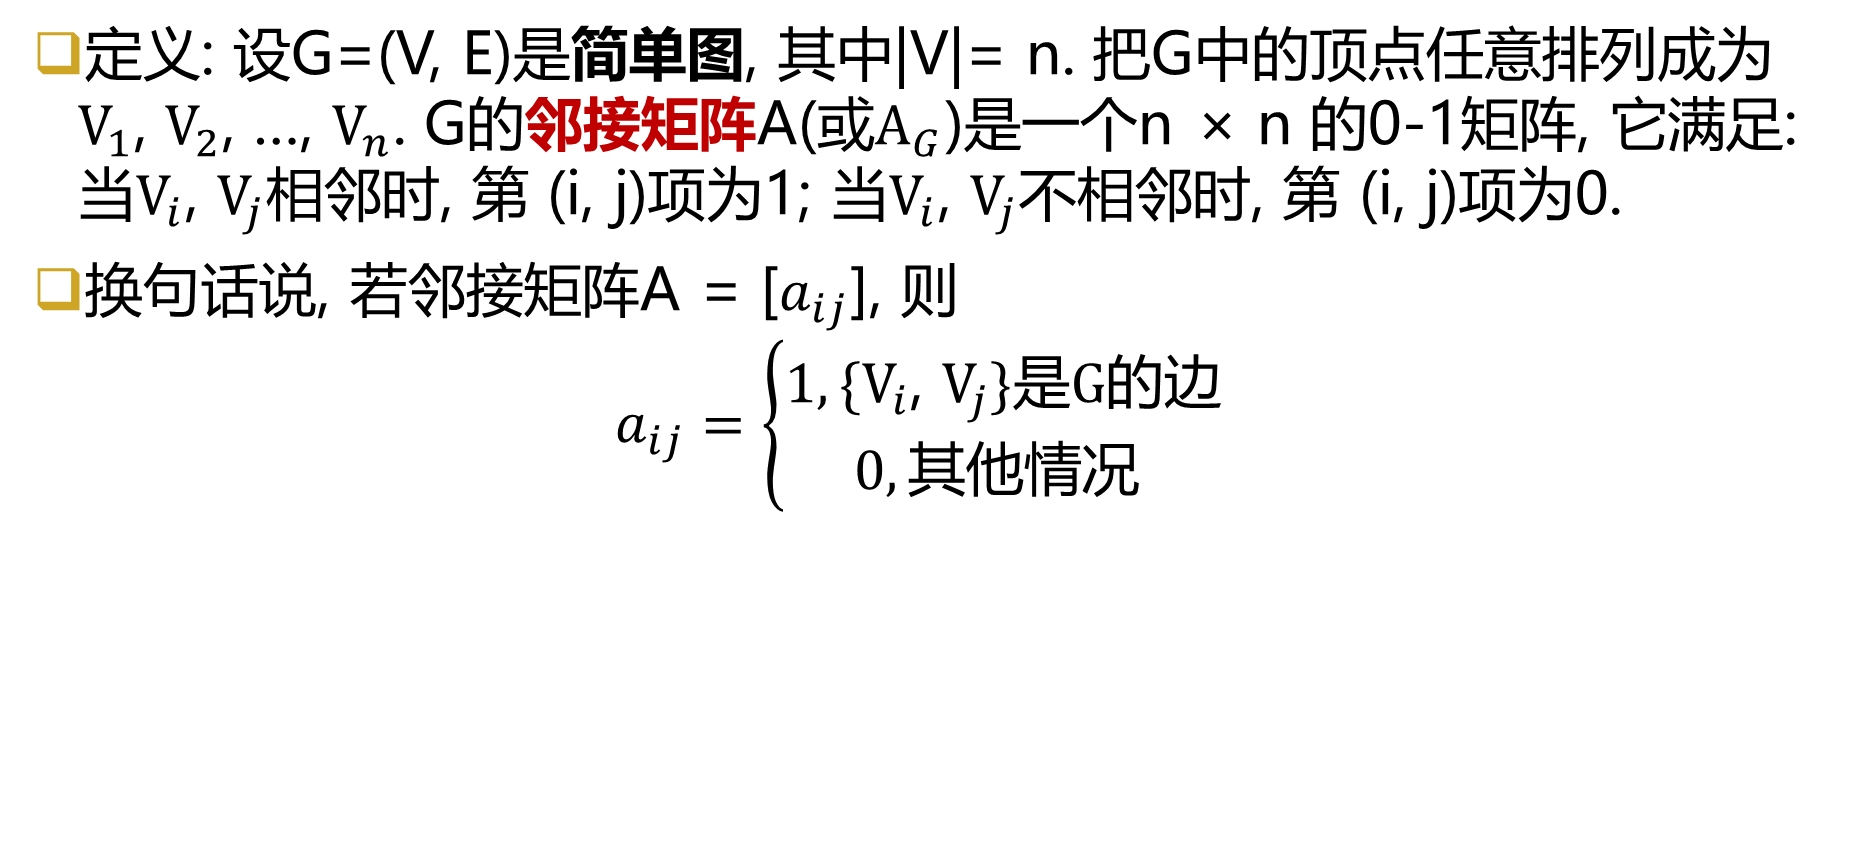 定义: 设G=(V, E)是简单图, 其中|V|= n. 把G中的顶点任意排列成为
V₁, V₂, …, Vₙ. G的邻接矩阵A(或A_G)是一个n × n 的0-1矩阵, 它满足:
当Vᵢ, Vⱼ相邻时, 第 (i, j)项为1; 当Vᵢ, Vⱼ不相邻时, 第 (i, j)项为0.
换句话说, 若邻接矩阵A = [aᵢⱼ], 则
1, {Vᵢ, Vⱼ}是G的边
aᵢⱼ = {
0, 其他情况